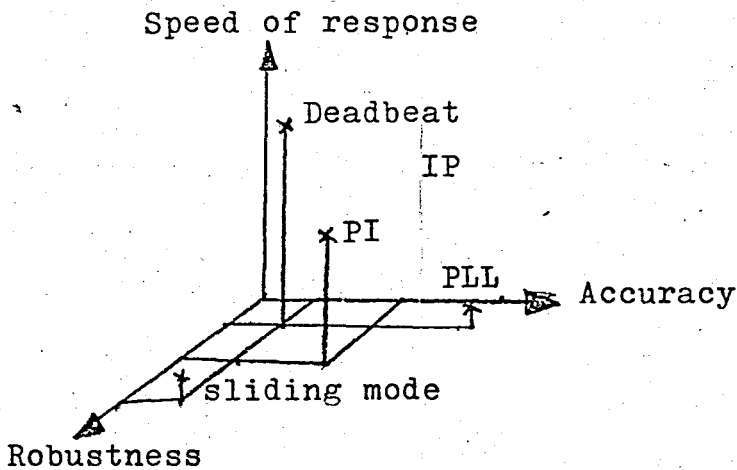 Speed of response
Deadbeat
IP
PI
PLL
Accuracy
sliding mode
Robustness